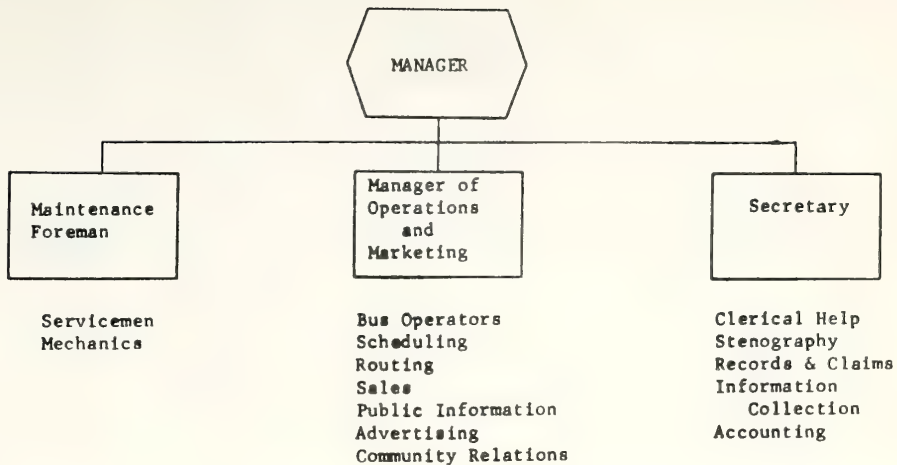 MANAGER
Maintenance
Foreman
Servicemen
Mechanics
Manager of
Operations
and
Marketing
Bus Operators
Scheduling
Routing
Sales
Public Information
Advertising
Community Relations
Secretary
Clerical Help
Stenography
Records & Claims
Information
Collection
Accounting